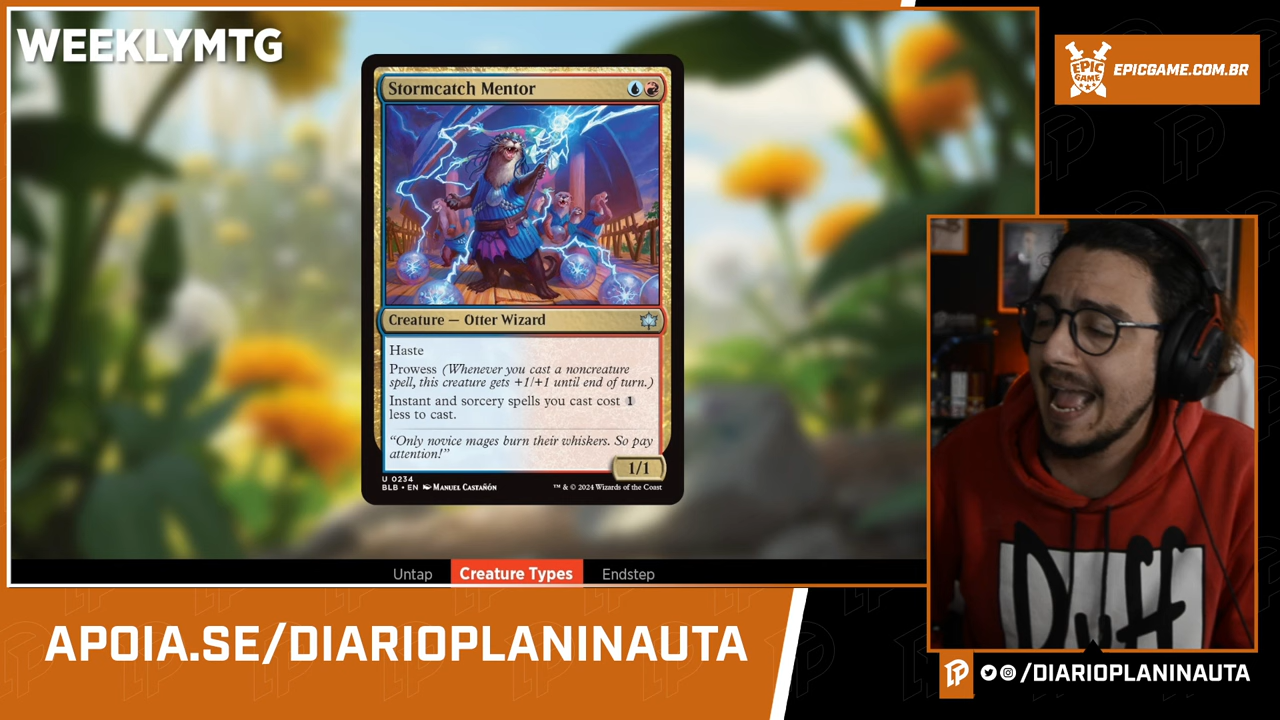 WEEKLYMTG
Stormcatch Mentor
Creature — Otter Wizard
Haste
Prowess (Whenever you cast a noncreature
spell, this creature gets +1/+1 until end of turn.)
Instant and sorcery spells you cast cost 1
less to cast.
“Only novice mages burn their whiskers. So pay
attention!”
1/1
U 0234
BLB • EN MANUEL CASTAÑÓN
™ & © 2024 Wizards of the Coast
Untap
Creature Types
Endstep
EPIC
GAME
EPICGAME.COM.BR
Duff
APOIA.SE/DIARIOPLANINAUTA
/DIARIOPLANINAUTA